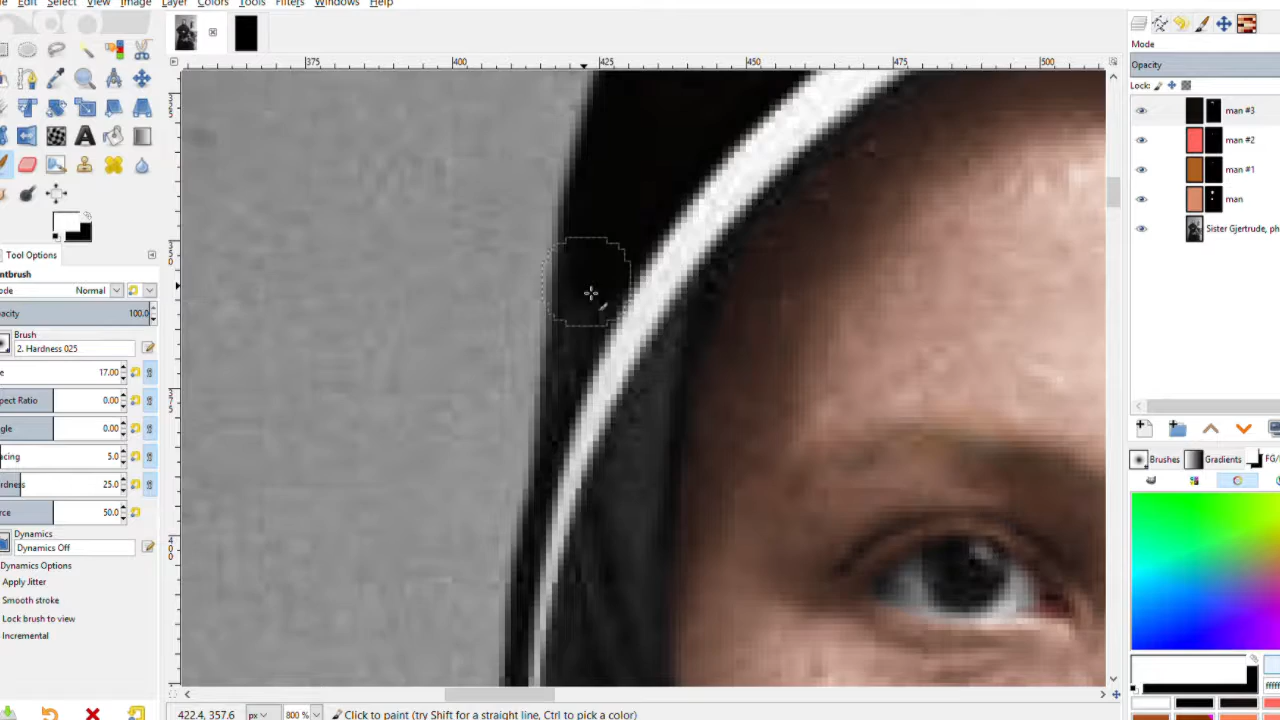 Edit Select View Image Layer Colors Tools Filters Windows Help
375 400 425 450 475 500
Mode
Opacity
Lock:
man #3
man #2
man #1
man
Sister Gjertrude, ph
Tool Options
ntbrush
ode Normal
pacity 100.0
Brush
2. Hardness 025
e 17.00
spect Ratio 0.00
gle 0.00
acing 5.0
rdness 25.0
rce 50.0
Dynamics
Dynamics Off
Dynamics Options
Apply Jitter
Smooth stroke
Lock brush to view
Incremental
Brushes Gradients FG/
ffffff
422.4, 357.6 px 800 % Click to paint (try Shift for a straight line, Ctrl to pick a color)